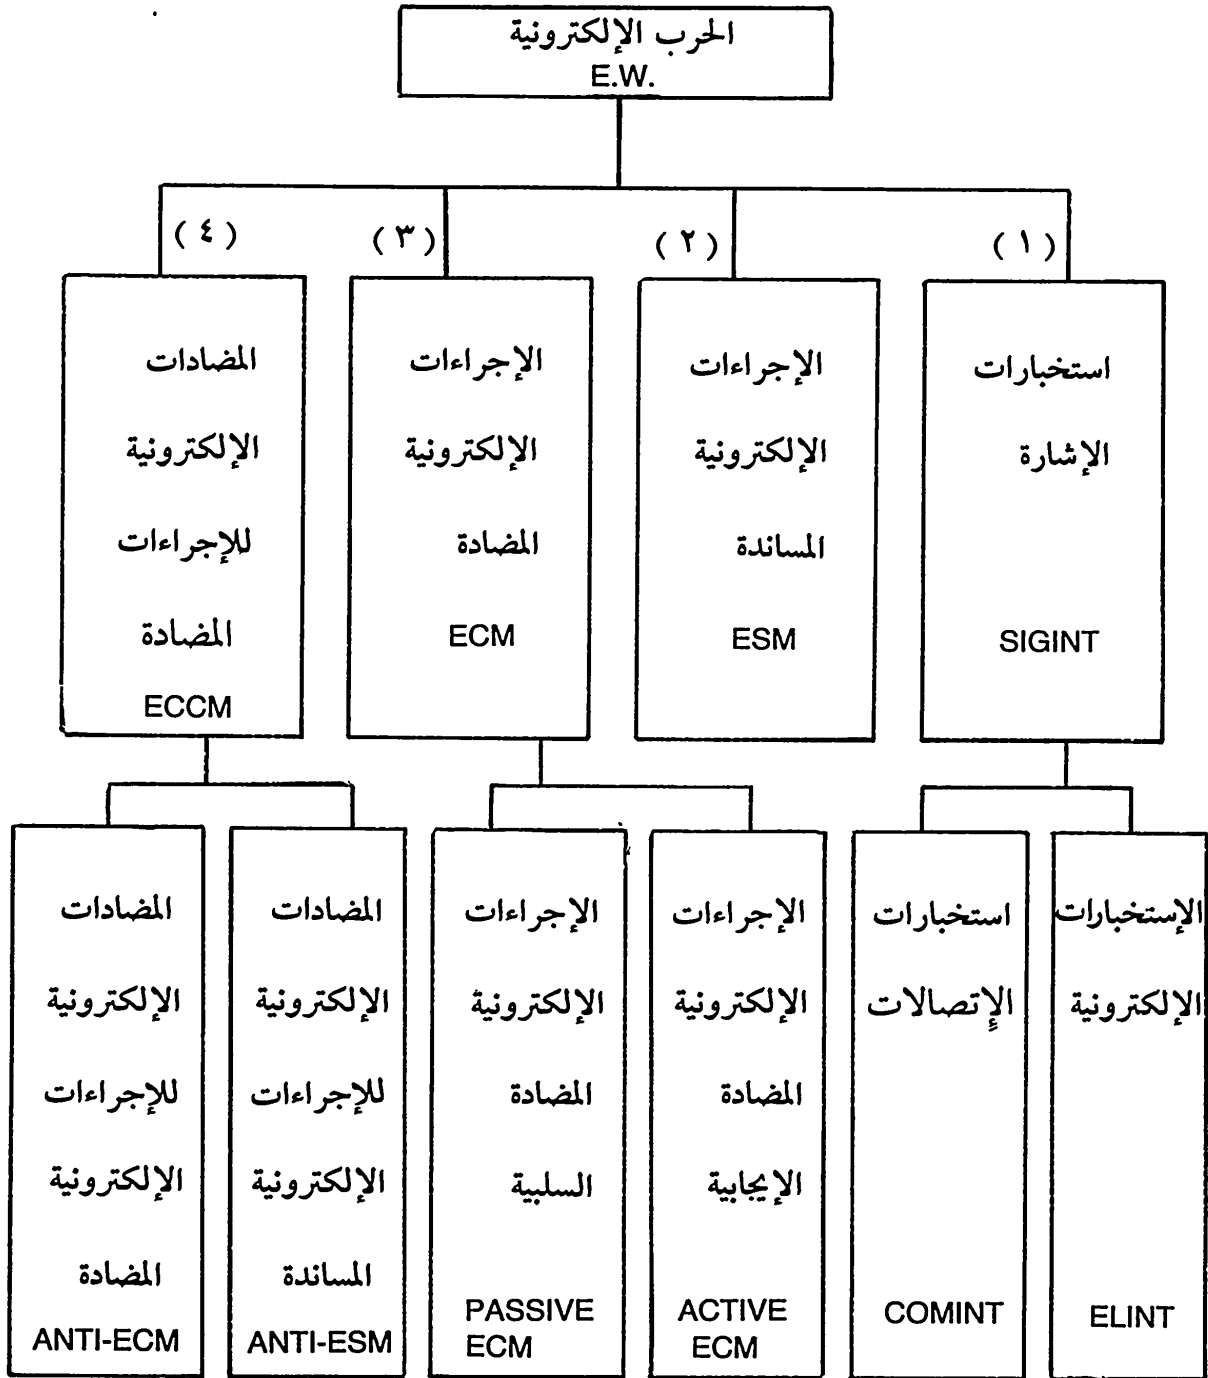 الحرب الإلكترونية
E.W.
( ١ )
( ٢ )
( ٣ )
( ٤ )
استخبارات
الإشارة
SIGINT
الإجراءات
الإلكترونية
المساندة
ESM
الإجراءات
الإلكترونية
المضادة
ECM
المضادات
الإلكترونية
للإجراءات
المضادة
ECCM
الإستخبارات
الإلكترونية
ELINT
استخبارات
الإتصالات
COMINT
الإجراءات
الإلكترونية
المضادة
الإيجابية
ACTIVE
ECM
الإجراءات
الإلكترونية
المضادة
السلبية
PASSIVE
ECM
المضادات
الإلكترونية
للإجراءات
الإلكترونية
المساندة
ANTI-ESM
المضادات
الإلكترونية
للإجراءات
الإلكترونية
المضادة
ANTI-ECM